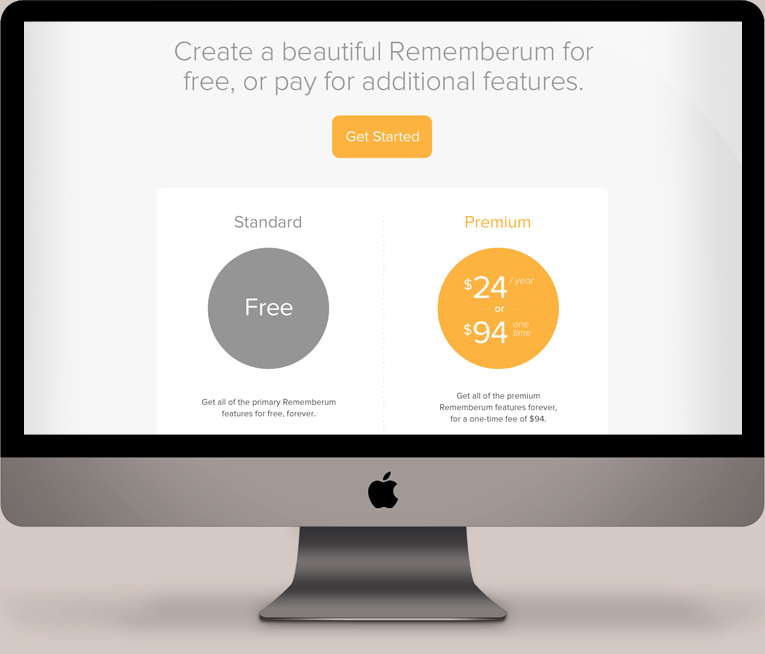 Create a beautiful Rememberum for
free, or pay for additional features.
Get Started
Standard
Free
Get all of the primary Rememberum
features for free, forever.
Premium
$24 / year
or
$94 one
time
Get all of the premium
Rememberum features forever,
for a one-time fee of $94.